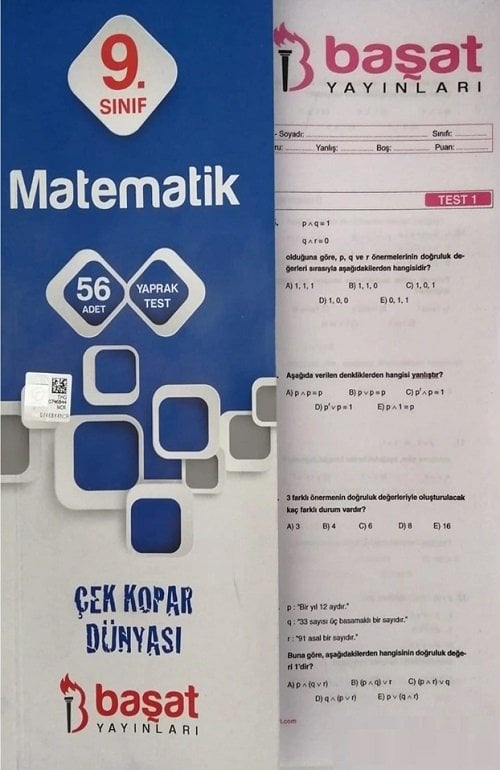 9.
SINIF
Matematik
56
ADET
YAPRAK
TEST
ÇEK KOPAR
DÜNYASI
başat
YAYINLARI
başat
YAYINLARI
- Soyadı:
Sınıfı:
Yanlış:
Boş:
Puan:
TEST 1
p ∧ q ≡ 1
q ∧ r ≡ 0
olduğuna göre, p, q ve r önermelerinin doğruluk de-
ğerleri sırasıyla aşağıdakilerden hangisidir?
A) 1, 1, 1 B) 1, 1, 0 C) 1, 0, 1
D) 1, 0, 0 E) 0, 1, 1
Aşağıda verilen denkliklerden hangisi yanlıştır?
A) p ∧ p ≡ p B) p ∨ p ≡ p C) p' ∧ p ≡ 1
D) p' ∨ p ≡ 1 E) p ∧ 1 ≡ p
3 farklı önermenin doğruluk değerleriyle oluşturulacak
kaç farklı durum vardır?
A) 3 B) 4 C) 6 D) 8 E) 16
p : "Bir yıl 12 aydır."
q : "33 sayısı üç basamaklı bir sayıdır."
r : "91 asal bir sayıdır."
Buna göre, aşağıdakilerden hangisinin doğruluk değe-
ri 1'dir?
A) p ∧ (q ∨ r) B) (p ∧ q) ∨ r C) (p ∧ r) ∨ q
D) q ∧ (p ∨ r) E) p ∨ (q ∧ r)